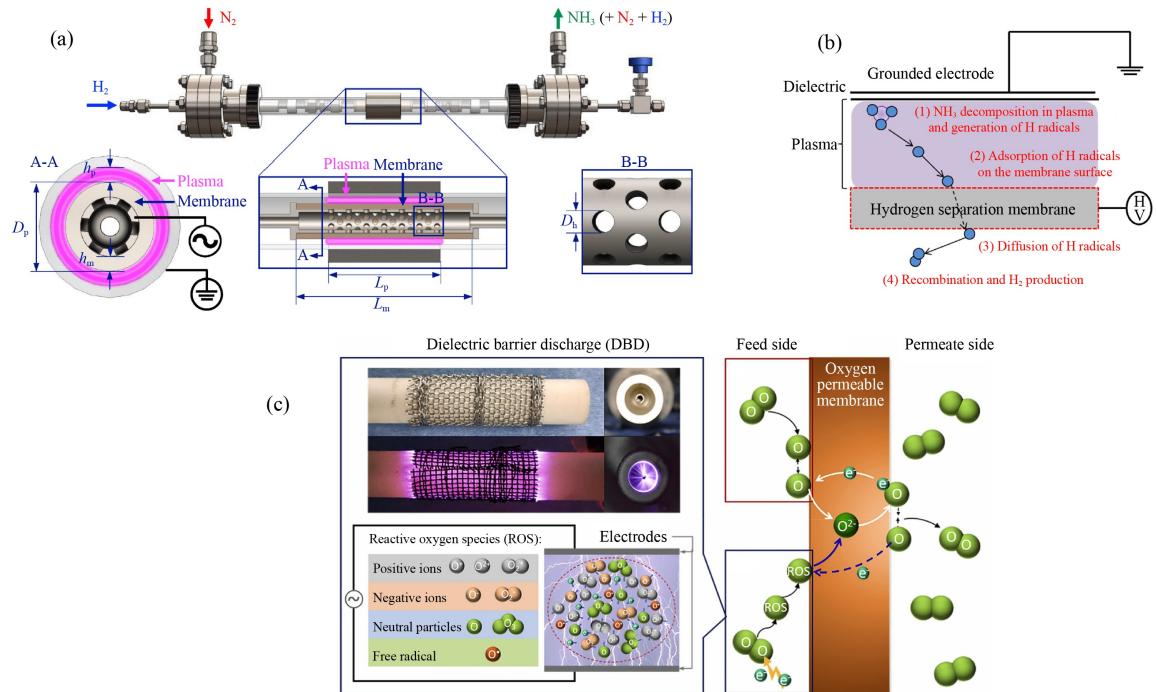 (a)
N₂
NH₃ (+ N₂ + H₂)
H₂
A-A
hₚ
Plasma
Membrane
Dₚ
hₘ
Plasma
Membrane
A
B-B
A
Lₚ
Lₘ
B-B
Dₕ
(b)
Grounded electrode
Dielectric
Plasma
(1) NH₃ decomposition in plasma
and generation of H radicals
(2) Adsorption of H radicals
on the membrane surface
Hydrogen separation membrane
H
V
(3) Diffusion of H radicals
(4) Recombination and H₂ production
(c)
Dielectric barrier discharge (DBD)
Reactive oxygen species (ROS):
Positive ions
Negative ions
Neutral particles
O
Free radical
Electrodes
Feed side
Oxygen
permeable
membrane
Permeate side
O
O
O
O
e⁻
e⁻
O
O²⁻
O
O
O
ROS
e⁻
ROS
O
O
e⁻
e⁻